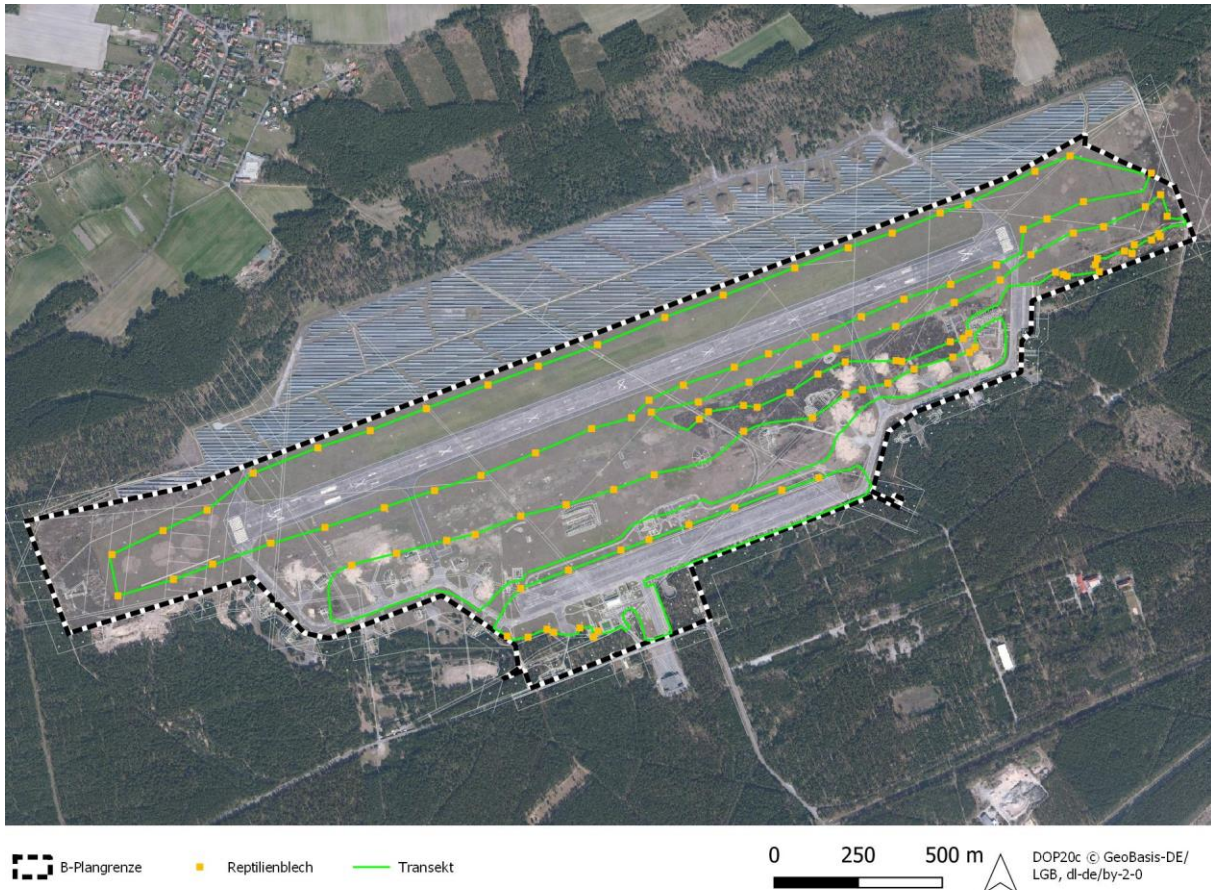 B-Plangrenze
Reptilienblech
Transekt
0 250 500 m
DOP20c © GeoBasis-DE/
LGB, dl-de/by-2-0